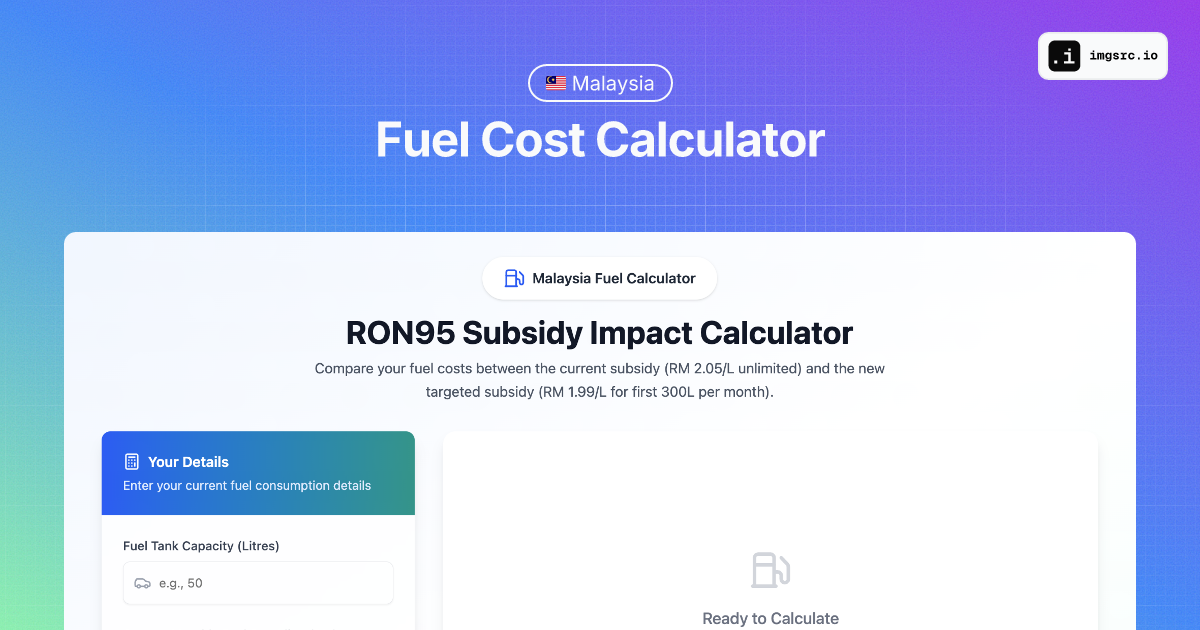 .i imgsrc.io
Malaysia
Fuel Cost Calculator
Malaysia Fuel Calculator
RON95 Subsidy Impact Calculator
Compare your fuel costs between the current subsidy (RM 2.05/L unlimited) and the new
targeted subsidy (RM 1.99/L for first 300L per month).
Your Details
Enter your current fuel consumption details
Fuel Tank Capacity (Litres)
e.g., 50
Ready to Calculate